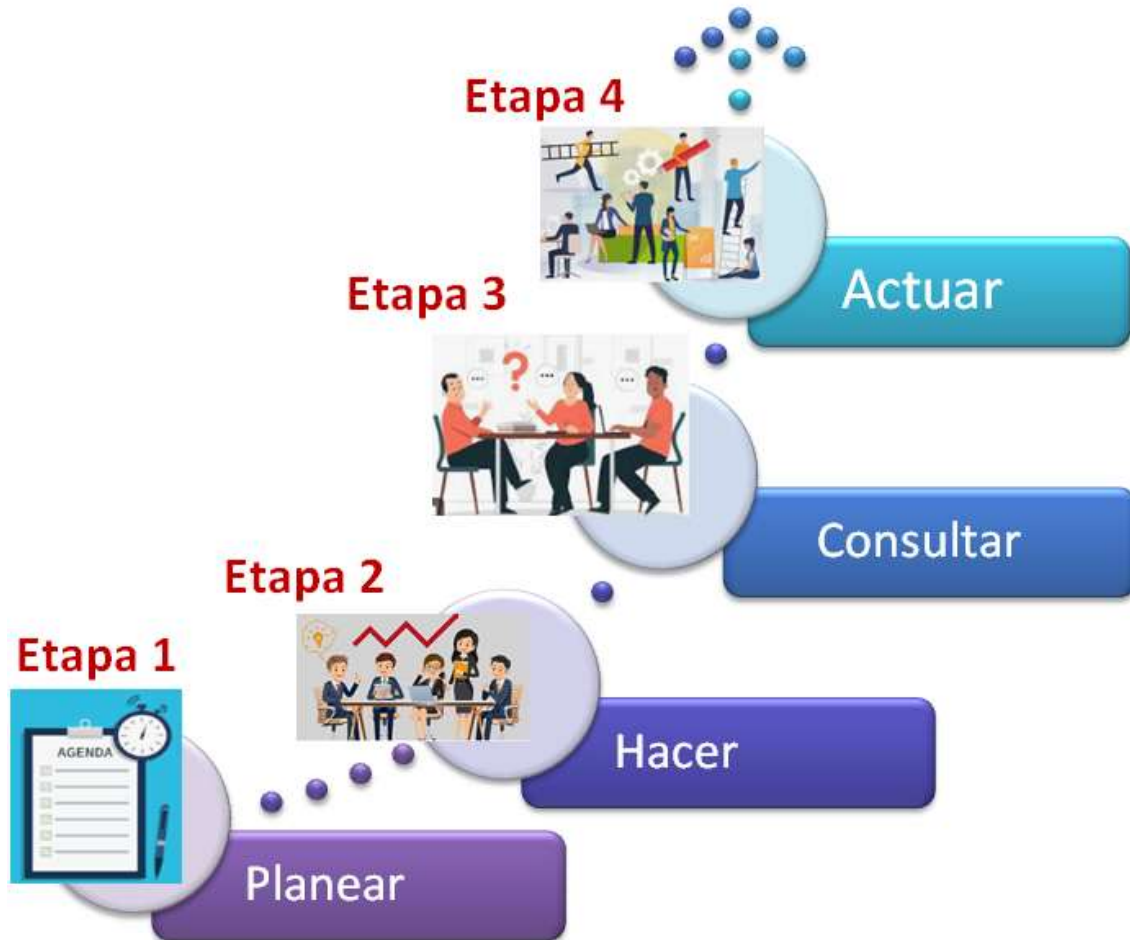 Etapa 4
Actuar
Etapa 3
?
Consultar
Etapa 2
Hacer
Etapa 1
AGENDA
Planear